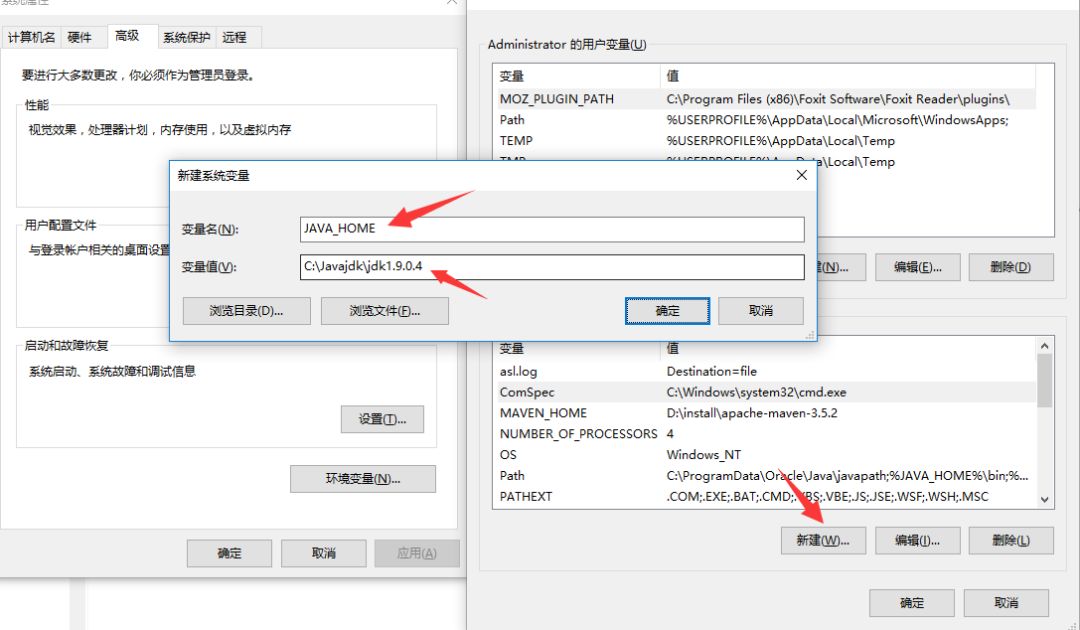 系统属性
计算机名 硬件 高级 系统保护 远程
要进行大多数更改，你必须作为管理员登录。
性能
视觉效果，处理器计划，内存使用，以及虚拟内存
用户配置文件
与登录帐户相关的桌面设置
启动和故障恢复
系统启动、系统故障和调试信息
设置(T)...
环境变量(N)...
确定 取消 应用(A)
新建系统变量
变量名(N): JAVA_HOME
变量值(V): C:\Javajdk\jdk1.9.0.4
浏览目录(D)... 浏览文件(F)... 确定 取消
Administrator 的用户变量(U)
变量 值
MOZ_PLUGIN_PATH C:\Program Files (x86)\Foxit Software\Foxit Reader\plugins\
Path %USERPROFILE%\AppData\Local\Microsoft\WindowsApps;
TEMP %USERPROFILE%\AppData\Local\Temp
TMP %USERPROFILE%\AppData\Local\Temp
(N)... 编辑(E)... 删除(D)
变量 值
asl.log Destination=file
ComSpec C:\Windows\system32\cmd.exe
MAVEN_HOME D:\install\apache-maven-3.5.2
NUMBER_OF_PROCESSORS 4
OS Windows_NT
Path C:\ProgramData\Oracle\Java\javapath;%JAVA_HOME%\bin;%...
PATHEXT .COM;.EXE;.BAT;.CMD;.VBS;.VBE;.JS;.JSE;.WSF;.WSH;.MSC
新建(W)... 编辑(I)... 删除(L)
确定 取消